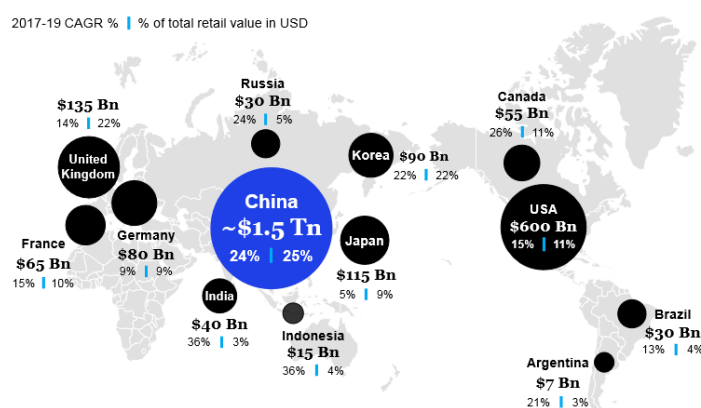 2017-19 CAGR % | % of total retail value in USD
Russia
$30 Bn
24% | 5%
Canada
$55 Bn
26% | 11%
$135 Bn
14% | 22%
United
Kingdom
Korea
$90 Bn
22% | 22%
China
~$1.5 Tn
24% | 25%
USA
$600 Bn
15% | 11%
France
$65 Bn
15% | 10%
Germany
$80 Bn
9% | 9%
Japan
$115 Bn
5% | 9%
India
$40 Bn
36% | 3%
Indonesia
$15 Bn
36% | 4%
Brazil
$30 Bn
13% | 4%
Argentina
$7 Bn
21% | 3%